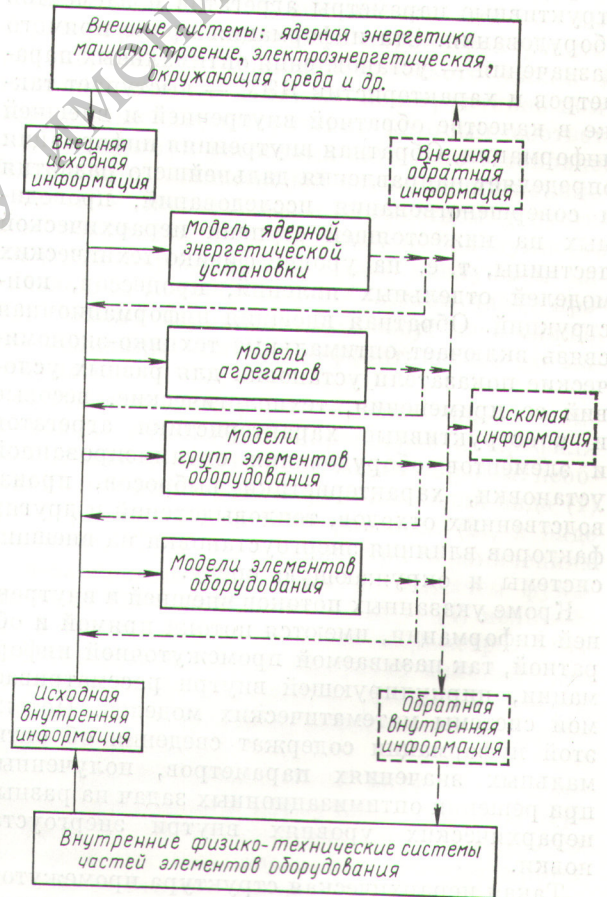 Внешние системы: ядерная энергетика
машиностроение, электроэнергетическая,
окружающая среда и др.
Внешняя
исходная
информация
Внешняя
обратная
информация
Модель ядерной
энергетической
установки
Модели
агрегатов
Искомая
информация
Модели
групп элементов
оборудования
Модели элементов
оборудования
Исходная
внутренняя
информация
Обратная
внутренняя
информация
Внутренние физико-технические системы
частей элементов оборудования